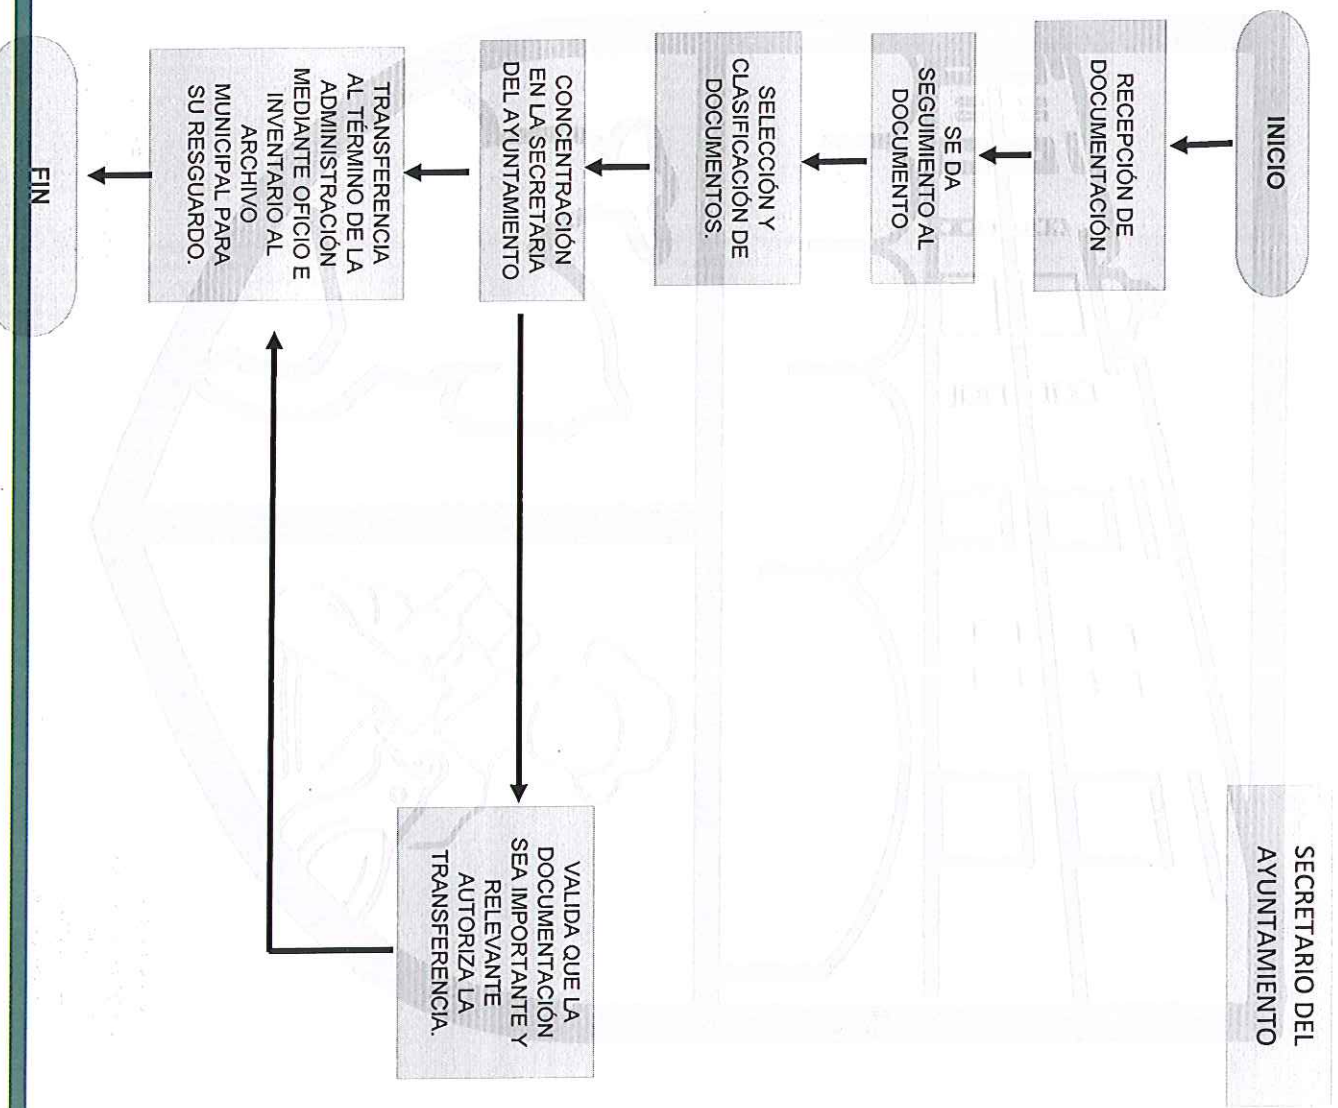 SECRETARIO DEL
AYUNTAMIENTO
INICIO
RECEPCIÓN DE
DOCUMENTACIÓN
SE DA
SEGUIMIENTO AL
DOCUMENTO
SELECCIÓN Y
CLASIFICACIÓN DE
DOCUMENTOS.
CONCENTRACIÓN
EN LA SECRETARIA
DEL AYUNTAMIENTO
VALIDA QUE LA
DOCUMENTACIÓN
SEA IMPORTANTE Y
RELEVANTE
AUTORIZA LA
TRANSFERENCIA.
TRANSFERENCIA
AL TÉRMINO DE LA
ADMINISTRACIÓN
MEDIANTE OFICIO E
INVENTARIO AL
ARCHIVO
MUNICIPAL PARA
SU RESGUARDO.
FIN